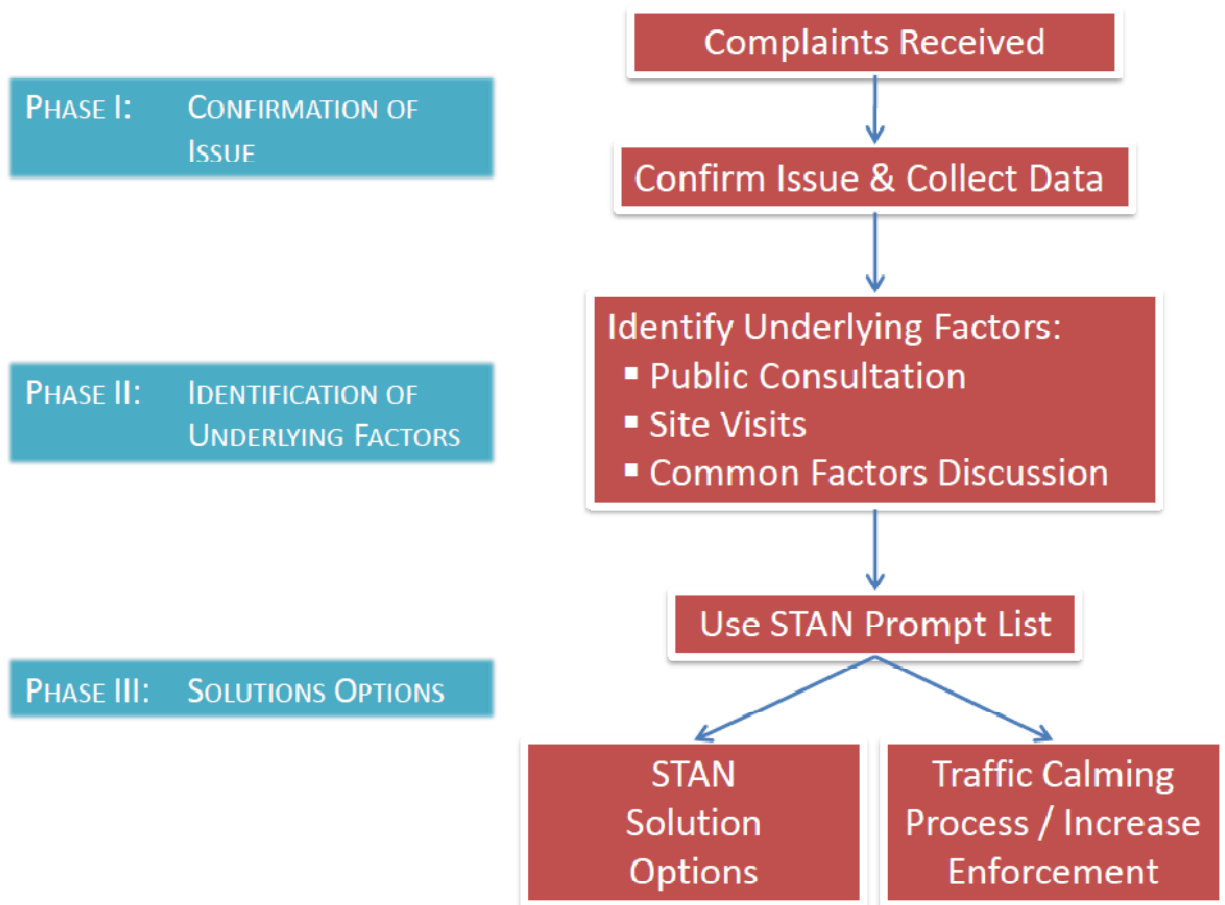 Complaints Received
PHASE I: CONFIRMATION OF
ISSUE
Confirm Issue & Collect Data
Identify Underlying Factors:
▪ Public Consultation
▪ Site Visits
▪ Common Factors Discussion
PHASE II: IDENTIFICATION OF
UNDERLYING FACTORS
Use STAN Prompt List
PHASE III: SOLUTIONS OPTIONS
STAN
Solution
Options
Traffic Calming
Process / Increase
Enforcement